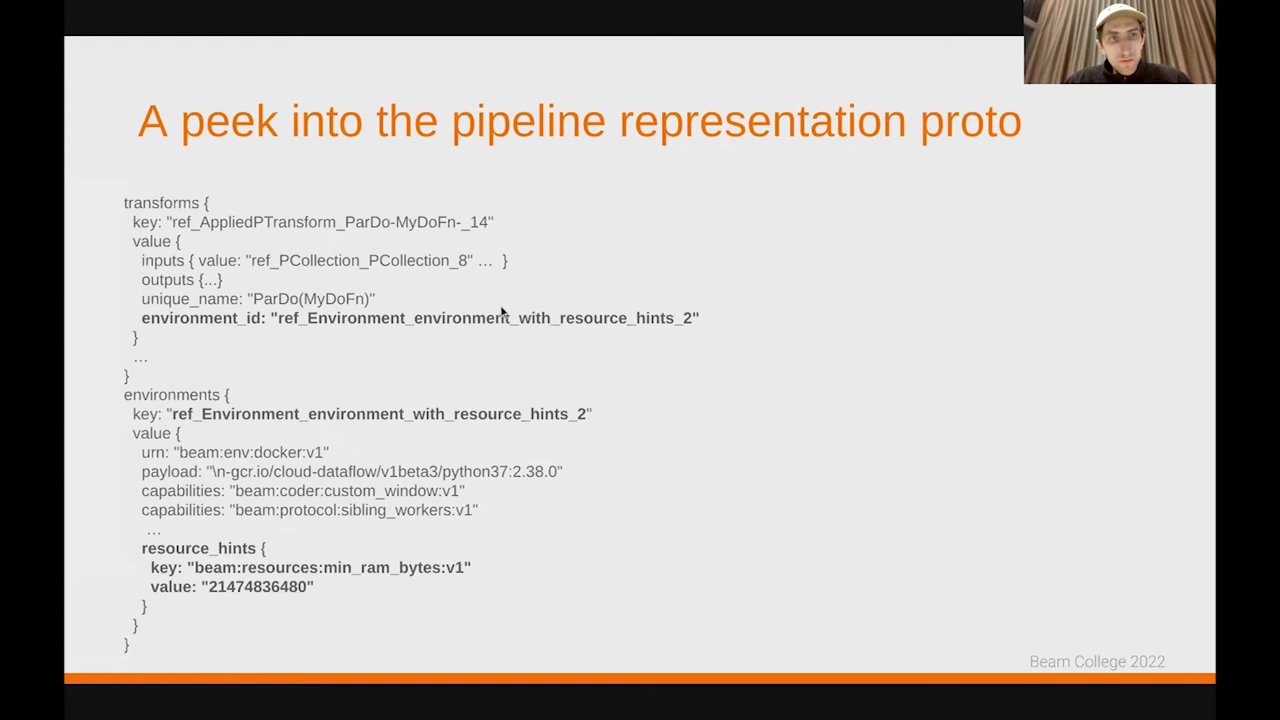 A peek into the pipeline representation proto
transforms {
key: "ref_AppliedPTransform_ParDo-MyDoFn-_14"
value {
inputs { value: "ref_PCollection_PCollection_8" … }
outputs {...}
unique_name: "ParDo(MyDoFn)"
environment_id: "ref_Environment_environment_with_resource_hints_2"
}
…
}
environments {
key: "ref_Environment_environment_with_resource_hints_2"
value {
urn: "beam:env:docker:v1"
payload: "\n-gcr.io/cloud-dataflow/v1beta3/python37:2.38.0"
capabilities: "beam:coder:custom_window:v1"
capabilities: "beam:protocol:sibling_workers:v1"
…
resource_hints {
key: "beam:resources:min_ram_bytes:v1"
value: "21474836480"
}
}
}
Beam College 2022